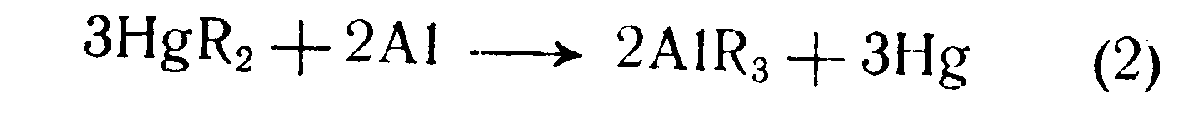 3HgR₂+2Al ⟶ 2AlR₃+3Hg (2)